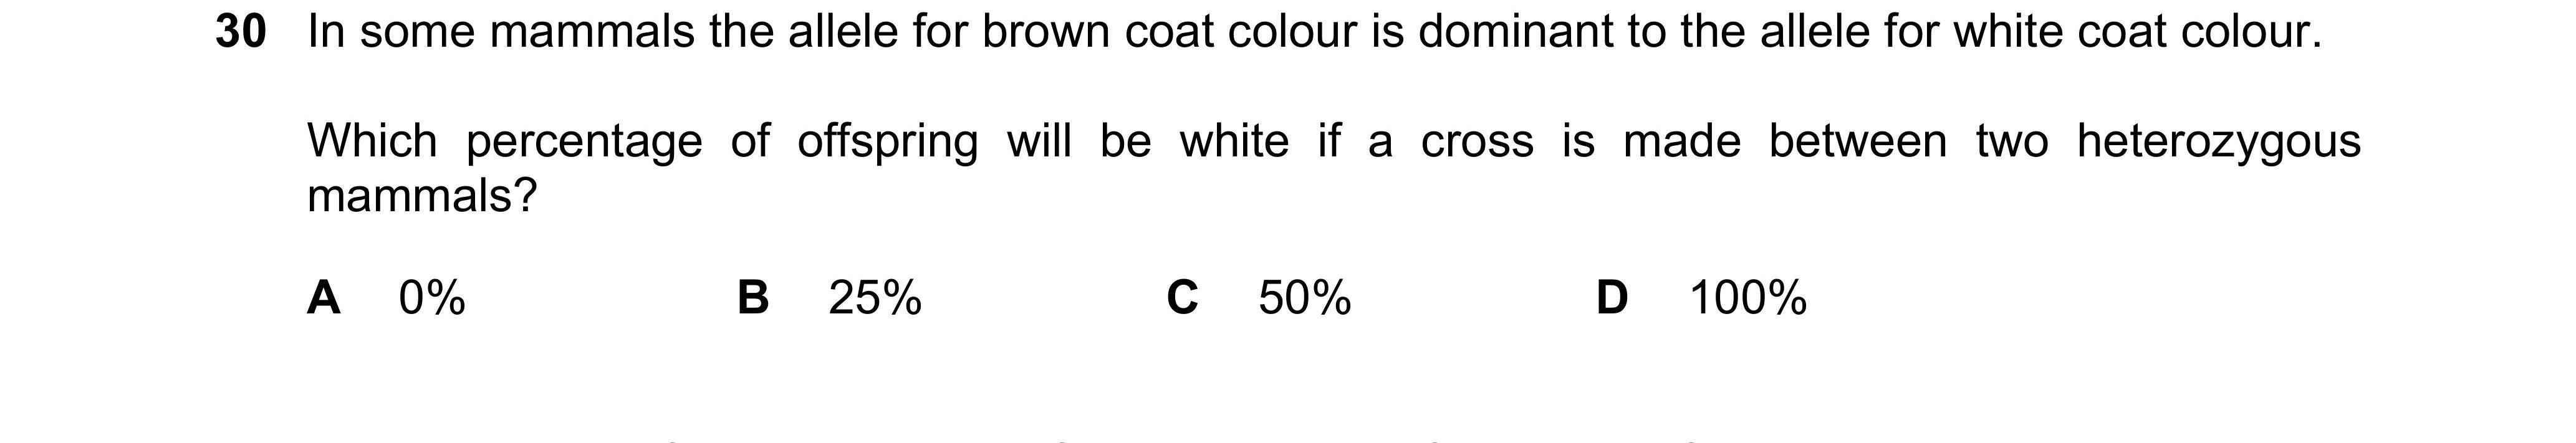 30 In some mammals the allele for brown coat colour is dominant to the allele for white coat colour.
Which percentage of offspring will be white if a cross is made between two heterozygous
mammals?
A 0% B 25% C 50% D 100%